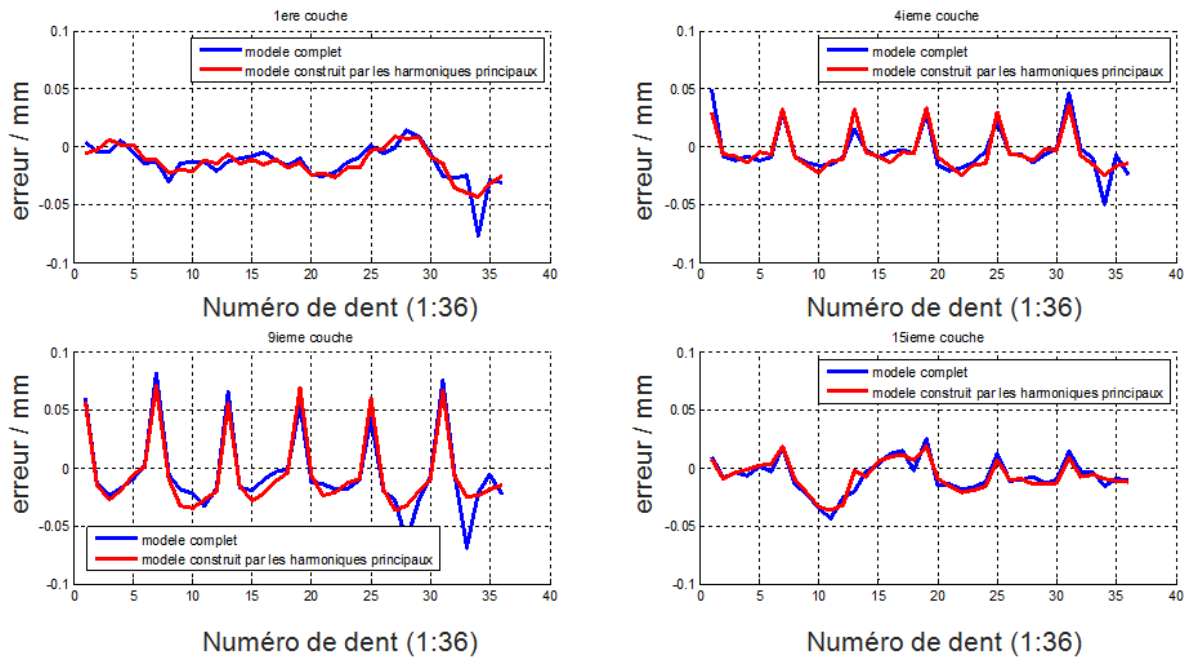 1ere couche
0.1
0.05
0
-0.05
-0.1
erreur / mm
modele complet
modele construit par les harmoniques principaux
0 5 10 15 20 25 30 35 40
Numéro de dent (1:36)
4ieme couche
0.1
0.05
0
-0.05
-0.1
erreur / mm
modele complet
modele construit par les harmoniques principaux
0 5 10 15 20 25 30 35 40
Numéro de dent (1:36)
9ieme couche
0.1
0.05
0
-0.05
-0.1
erreur / mm
modele complet
modele construit par les harmoniques principaux
0 5 10 15 20 25 30 35 40
Numéro de dent (1:36)
15ieme couche
0.1
0.05
0
-0.05
-0.1
erreur / mm
modele complet
modele construit par les harmoniques principaux
0 5 10 15 20 25 30 35 40
Numéro de dent (1:36)